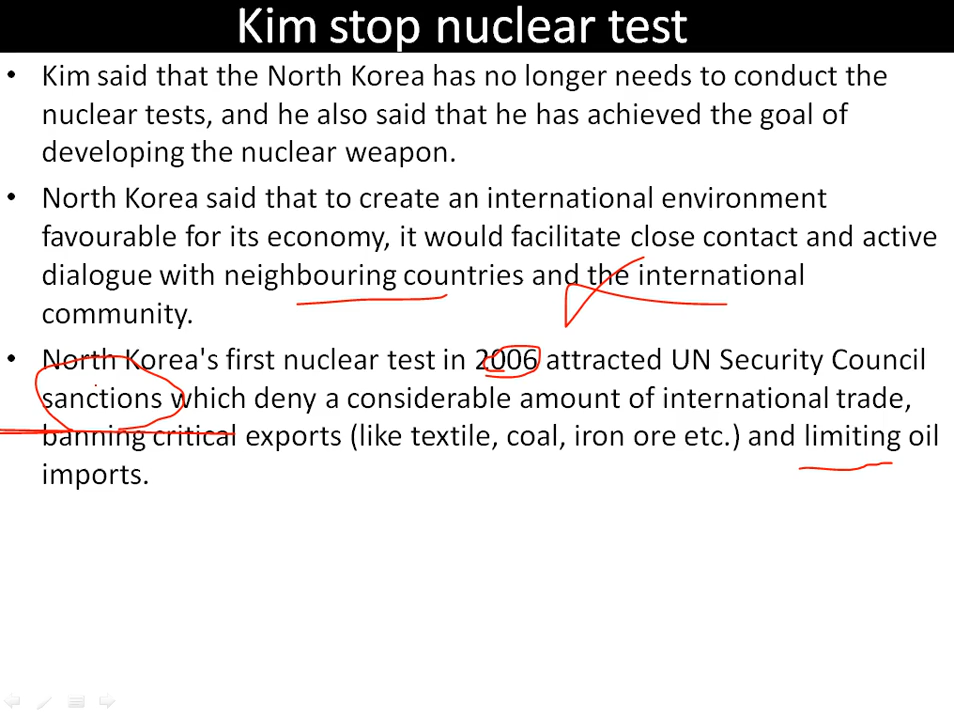 Kim stop nuclear test
• Kim said that the North Korea has no longer needs to conduct the
nuclear tests, and he also said that he has achieved the goal of
developing the nuclear weapon.
• North Korea said that to create an international environment
favourable for its economy, it would facilitate close contact and active
dialogue with neighbouring countries and the international
community.
• North Korea's first nuclear test in 2006 attracted UN Security Council
sanctions which deny a considerable amount of international trade,
banning critical exports (like textile, coal, iron ore etc.) and limiting oil
imports.